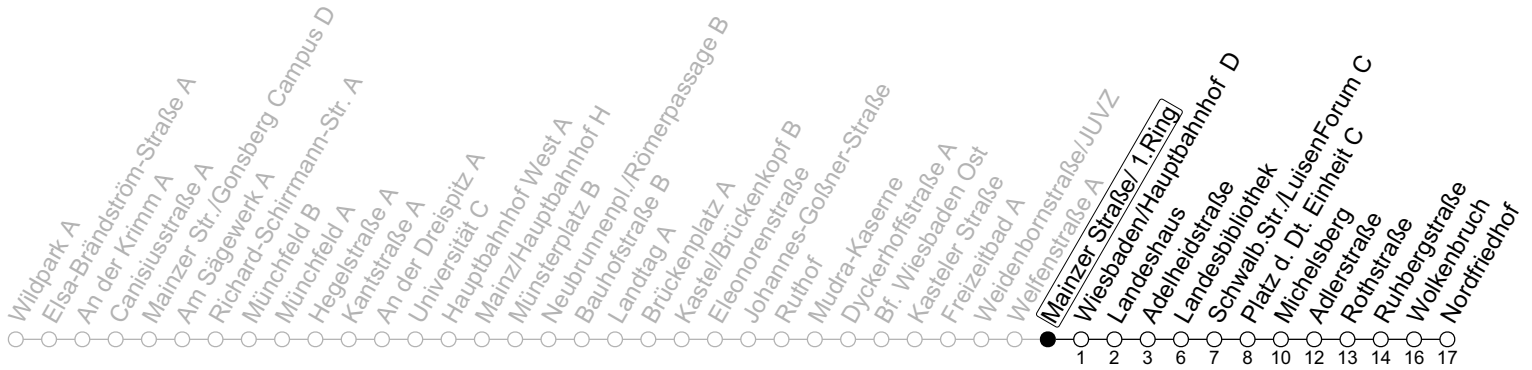 Wildpark A
Elsa-Brändström-Straße A
An der Krimm A
Canisiusstraße A
Mainzer Str./Gonsberg Campus D
Am Sägewerk A
Richard-Schirrmann-Str. A
Münchfeld B
Münchfeld A
Hegelstraße A
Kantstraße A
An der Dreispitz A
Universität C
Hauptbahnhof West A
Mainz/Hauptbahnhof H
Münsterplatz B
Neubrunnenpl./Römerpassage B
Bauhofstraße B
Landtag A
Brückenplatz A
Kastel/Brückenkopf B
Eleonorenstraße
Johannes-Goßner-Straße
Ruthof
Mudra-Kaserne
Dyckerhoffstraße A
Bf. Wiesbaden Ost
Kasteler Straße
Freizeitbad A
Weidenbornstraße/JUVZ
Welfenstraße A
Mainzer Straße/ 1.Ring
Wiesbaden/Hauptbahnhof D
Landeshaus
Adelheidstraße
Landesbibliothek
Schwalb.Str./LuisenForum C
Platz d. Dt. Einheit C
Michelsberg
Adlerstraße
Rothstraße
Ruhbergstraße
Wolkenbruch
Nordfriedhof
1 2 3 6 7 8 10 12 13 14 16 17